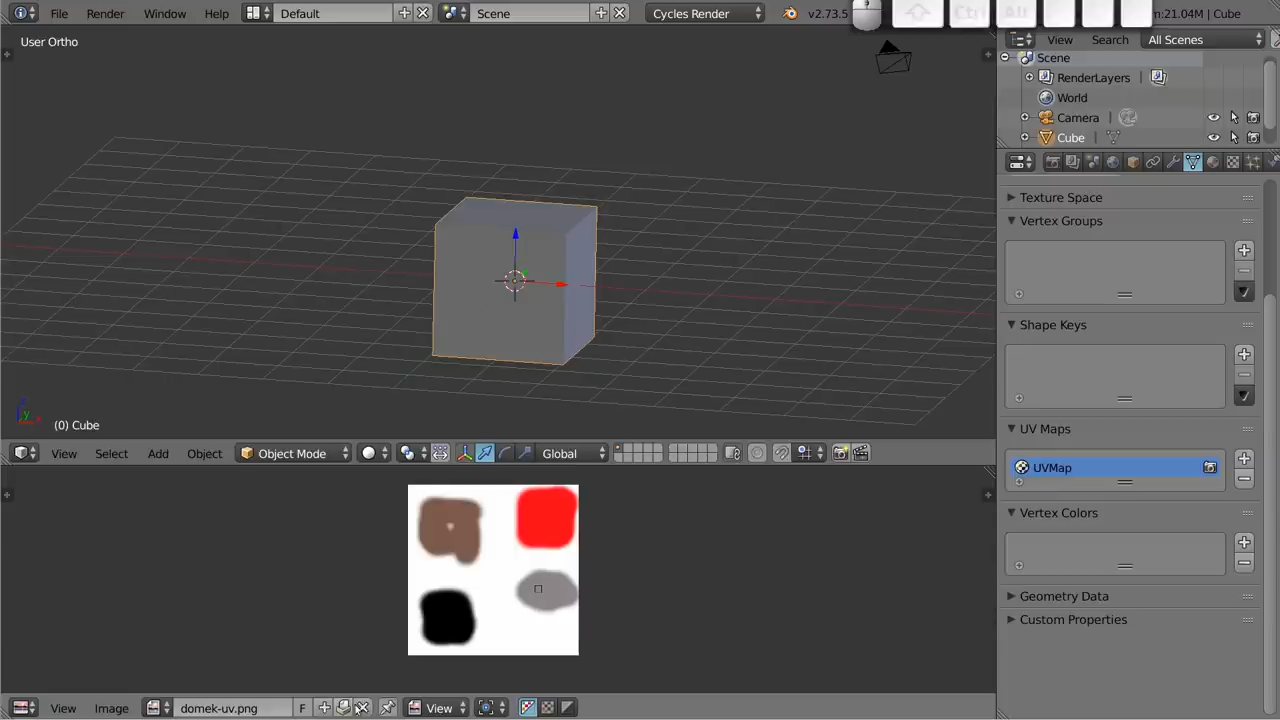 File Render Window Help Default Scene Cycles Render v2.73.5 Ctrl Alt n:21.04M | Cube
User Ortho
View Search All Scenes
Scene
RenderLayers
World
Camera
Cube
Texture Space
Vertex Groups
Shape Keys
UV Maps
UVMap
Vertex Colors
Geometry Data
Custom Properties
(0) Cube
View Select Add Object Object Mode Global
View Image domek-uv.png F View